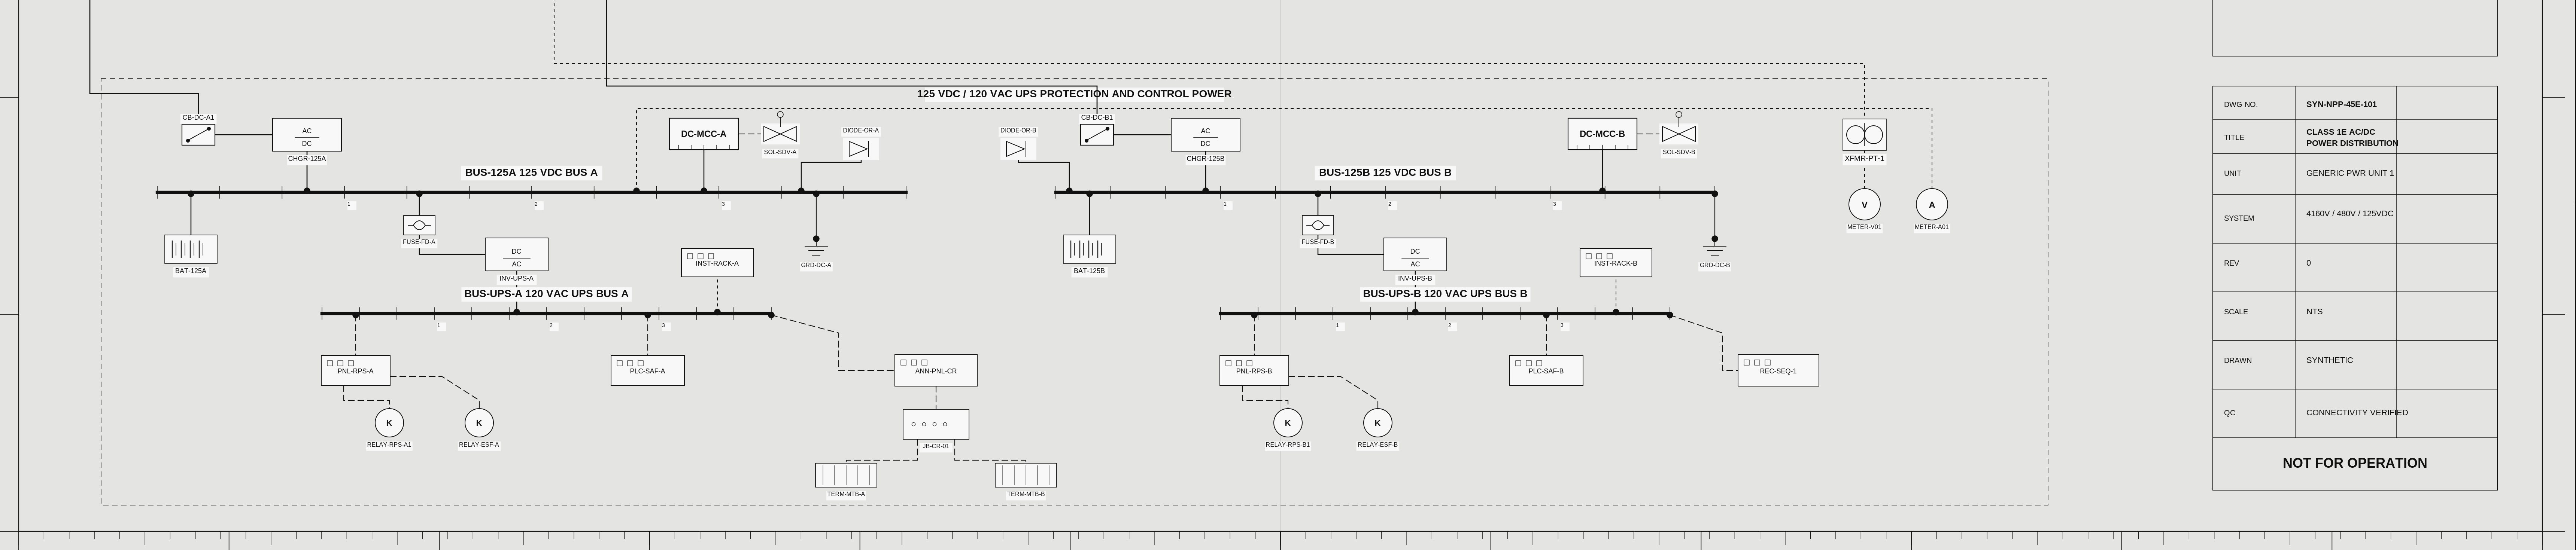 125 VDC / 120 VAC UPS PROTECTION AND CONTROL POWER
CB-DC-A1
AC
DC
CHGR-125A
DC-MCC-A
SOL-SDV-A
DIODE-OR-A
DIODE-OR-B
CB-DC-B1
AC
DC
CHGR-125B
DC-MCC-B
SOL-SDV-B
XFMR-PT-1
BUS-125A 125 VDC BUS A
BUS-125B 125 VDC BUS B
1
2
3
1
2
3
V
METER-V01
A
METER-A01
BAT-125A
FUSE-FD-A
DC
AC
INV-UPS-A
INST-RACK-A
GRD-DC-A
BAT-125B
FUSE-FD-B
DC
AC
INV-UPS-B
INST-RACK-B
GRD-DC-B
BUS-UPS-A 120 VAC UPS BUS A
BUS-UPS-B 120 VAC UPS BUS B
1
2
3
1
2
3
PNL-RPS-A
PLC-SAF-A
ANN-PNL-CR
PNL-RPS-B
PLC-SAF-B
REC-SEQ-1
K
RELAY-RPS-A1
K
RELAY-ESF-A
JB-CR-01
K
RELAY-RPS-B1
K
RELAY-ESF-B
TERM-MTB-A
TERM-MTB-B
DWG NO. SYN-NPP-45E-101
TITLE CLASS 1E AC/DC
POWER DISTRIBUTION
UNIT GENERIC PWR UNIT 1
SYSTEM 4160V / 480V / 125VDC
REV 0
SCALE NTS
DRAWN SYNTHETIC
QC CONNECTIVITY VERIFIED
NOT FOR OPERATION